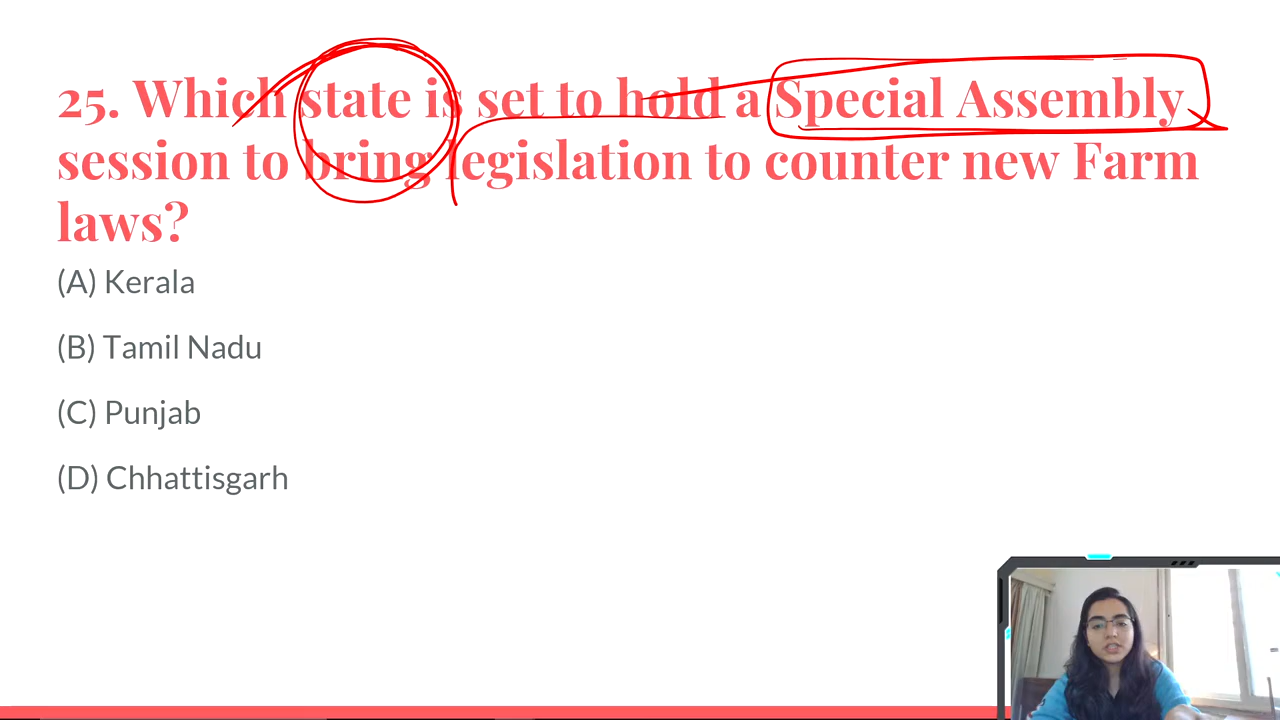 25. Which state is set to hold a Special Assembly
session to bring legislation to counter new Farm
laws?
(A) Kerala
(B) Tamil Nadu
(C) Punjab
(D) Chhattisgarh